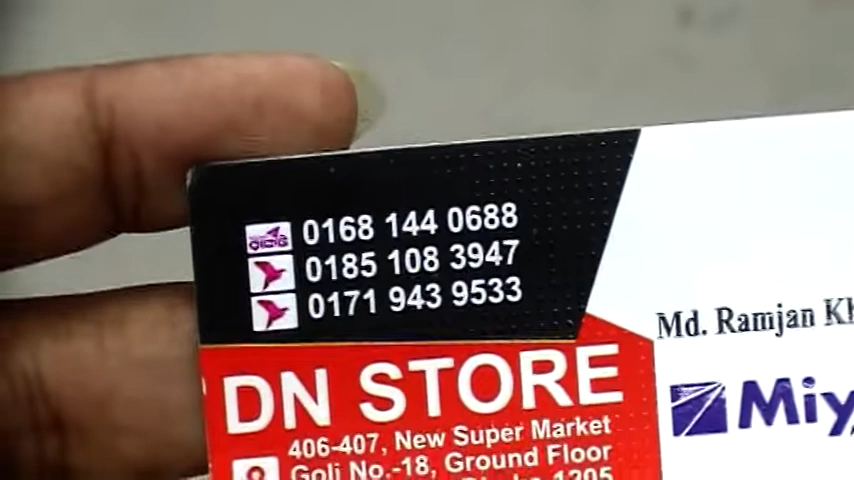 0168 144 0688
0185 108 3947
0171 943 9533
DN STORE
406-407, New Super Market
Goli No.-18, Ground Floor
1205
Md. Ramjan